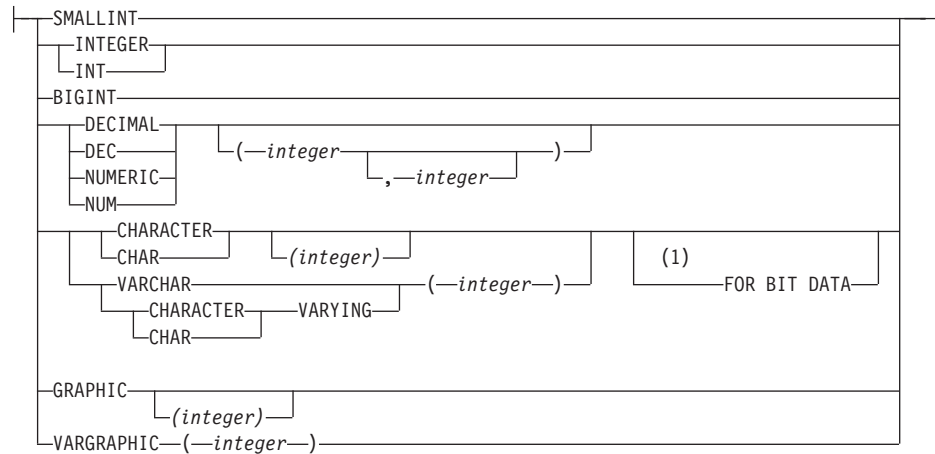 SMALLINT
INTEGER
INT
BIGINT
DECIMAL
DEC ( integer )
NUMERIC , integer
NUM
CHARACTER
CHAR (integer) (1)
VARCHAR ( integer ) FOR BIT DATA
CHARACTER VARYING
CHAR
GRAPHIC
(integer)
VARGRAPHIC ( integer )